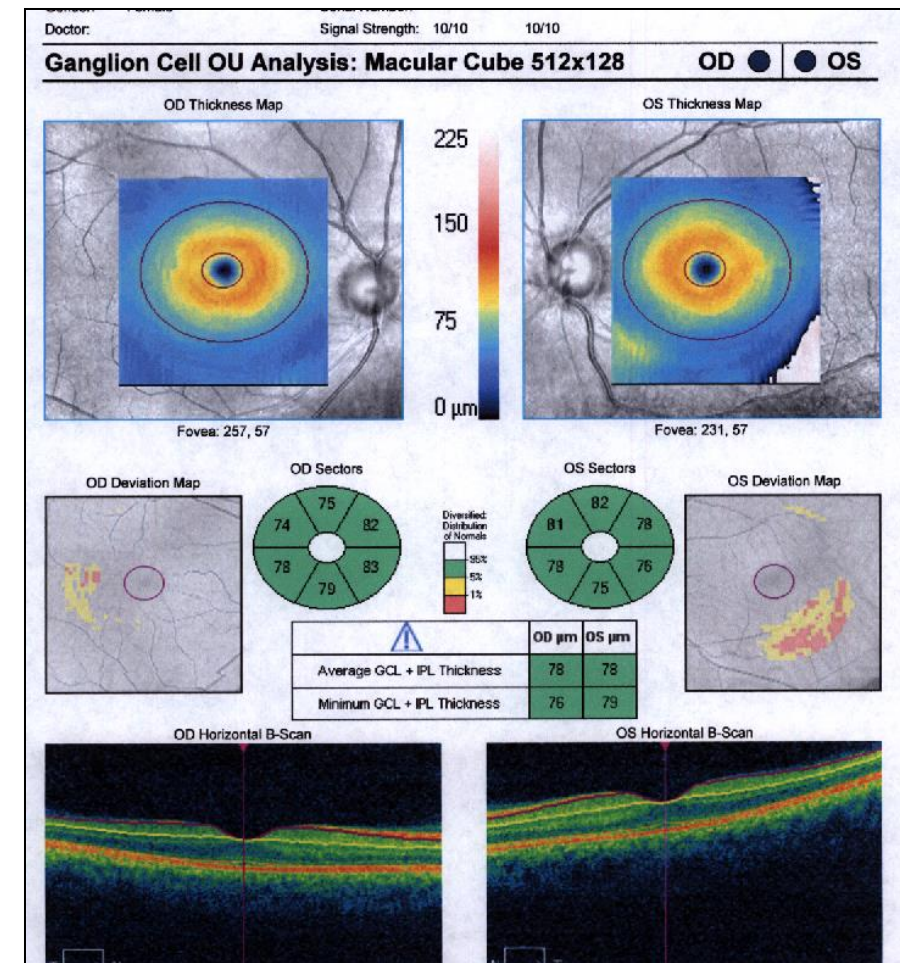 Doctor:
Signal Strength: 10/10 10/10
Ganglion Cell OU Analysis: Macular Cube 512x128 OD OS
OD Thickness Map
OS Thickness Map
225
150
75
0 µm
Fovea: 257, 57
Fovea: 231, 57
OD Deviation Map
OD Sectors
OS Sectors
OS Deviation Map
75
74
82
78
83
79
Diversified:
Distribution
of Normals
95%
5%
1%
82
81
78
78
76
75
OD µm OS µm
Average GCL + IPL Thickness 78 78
Minimum GCL + IPL Thickness 76 79
OD Horizontal B-Scan
OS Horizontal B-Scan